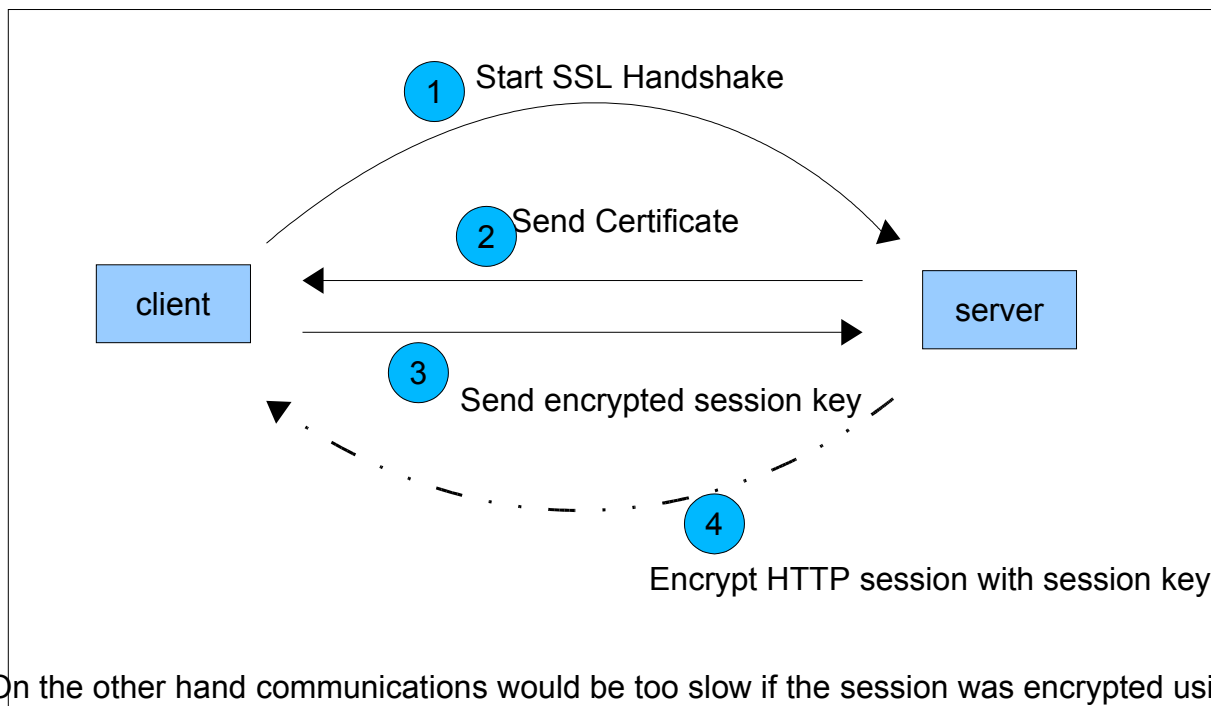 1 Start SSL Handshake
2 Send Certificate
client
server
3
Send encrypted session key
4
Encrypt HTTP session with session key
On the other hand communications would be too slow if the session was encrypted